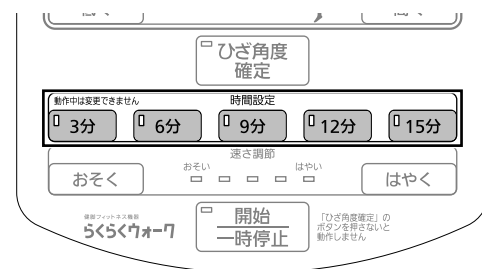 ひざ角度
確定
動作中は変更できません
時間設定
3分
6分
9分
12分
15分
速さ調節
おそく
おそい
はやい
はやく
保測フィットネス機器
らくらくウォーク
開始
一時停止
「ひざ角度確定」の
ボタンを押さないと
動作しません